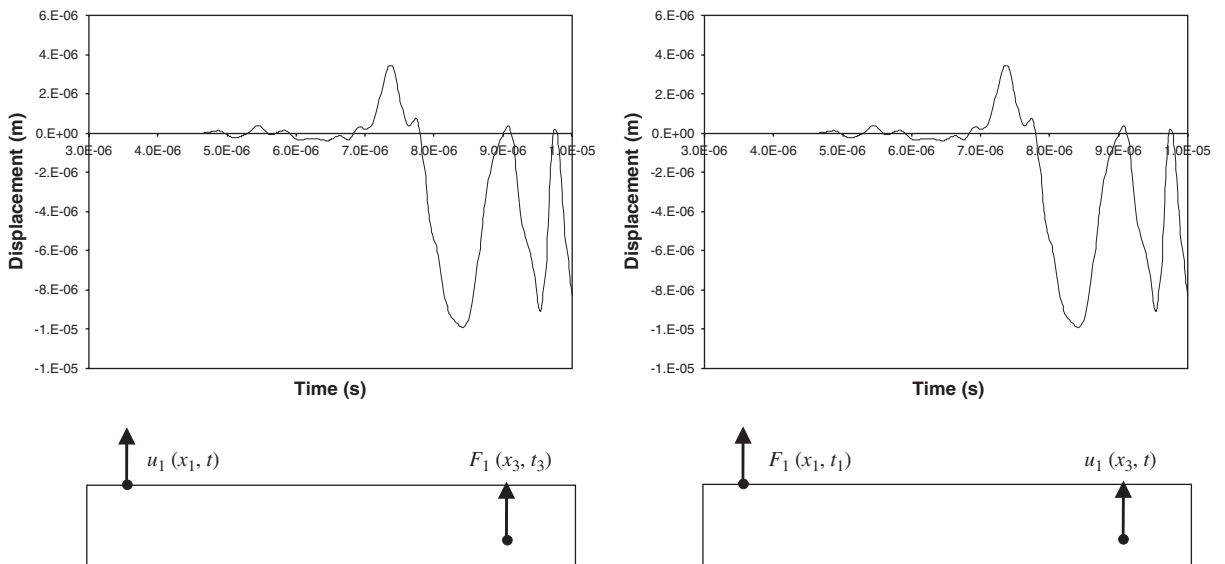 6.E-06
4.E-06
2.E-06
0.E+00
-2.E-06
-4.E-06
-6.E-06
-8.E-06
-1.E-05
-1.E-05
3.0E-06 4.0E-06 5.0E-06 6.0E-06 7.0E-06 8.0E-06 9.0E-06 1.0E-05
Displacement (m)
Time (s)
u1 (x1, t)
F1 (x3, t3)
6.E-06
4.E-06
2.E-06
0.E+00
-2.E-06
-4.E-06
-6.E-06
-8.E-06
-1.E-05
-1.E-05
3.0E-06 4.0E-06 5.0E-06 6.0E-06 7.0E-06 8.0E-06 9.0E-06 1.0E-05
Displacement (m)
Time (s)
F1 (x1, t1)
u1 (x3, t)